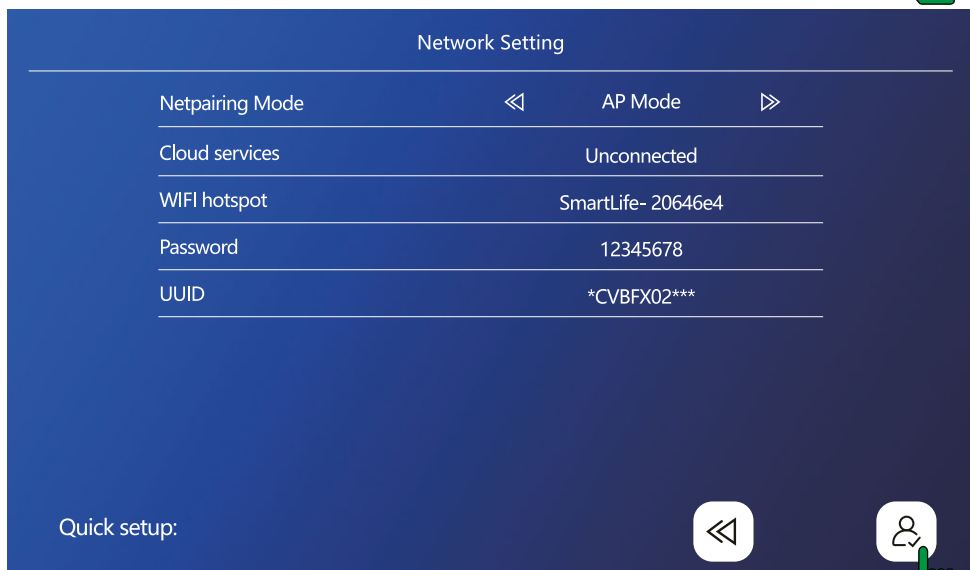 Network Setting
Netpairing Mode AP Mode
Cloud services Unconnected
WIFI hotspot SmartLife- 20646e4
Password 12345678
UUID *CVBFX02***
Quick setup: